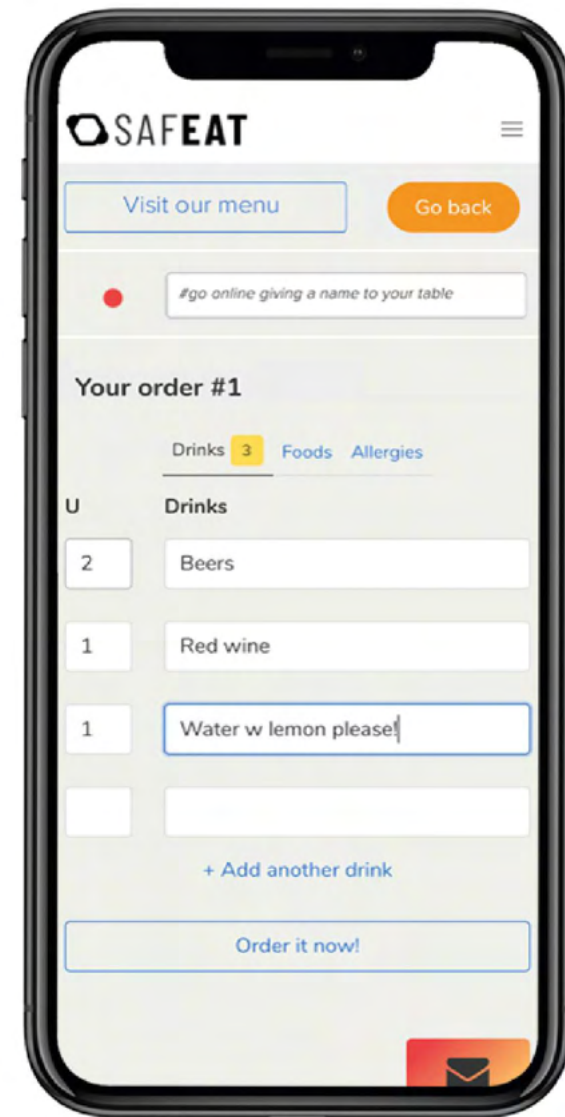 SAFEAT
Visit our menu
Go back
#go online giving a name to your table
Your order #1
Drinks 3 Foods Allergies
U Drinks
2 Beers
1 Red wine
1 Water w lemon please!
+ Add another drink
Order it now!